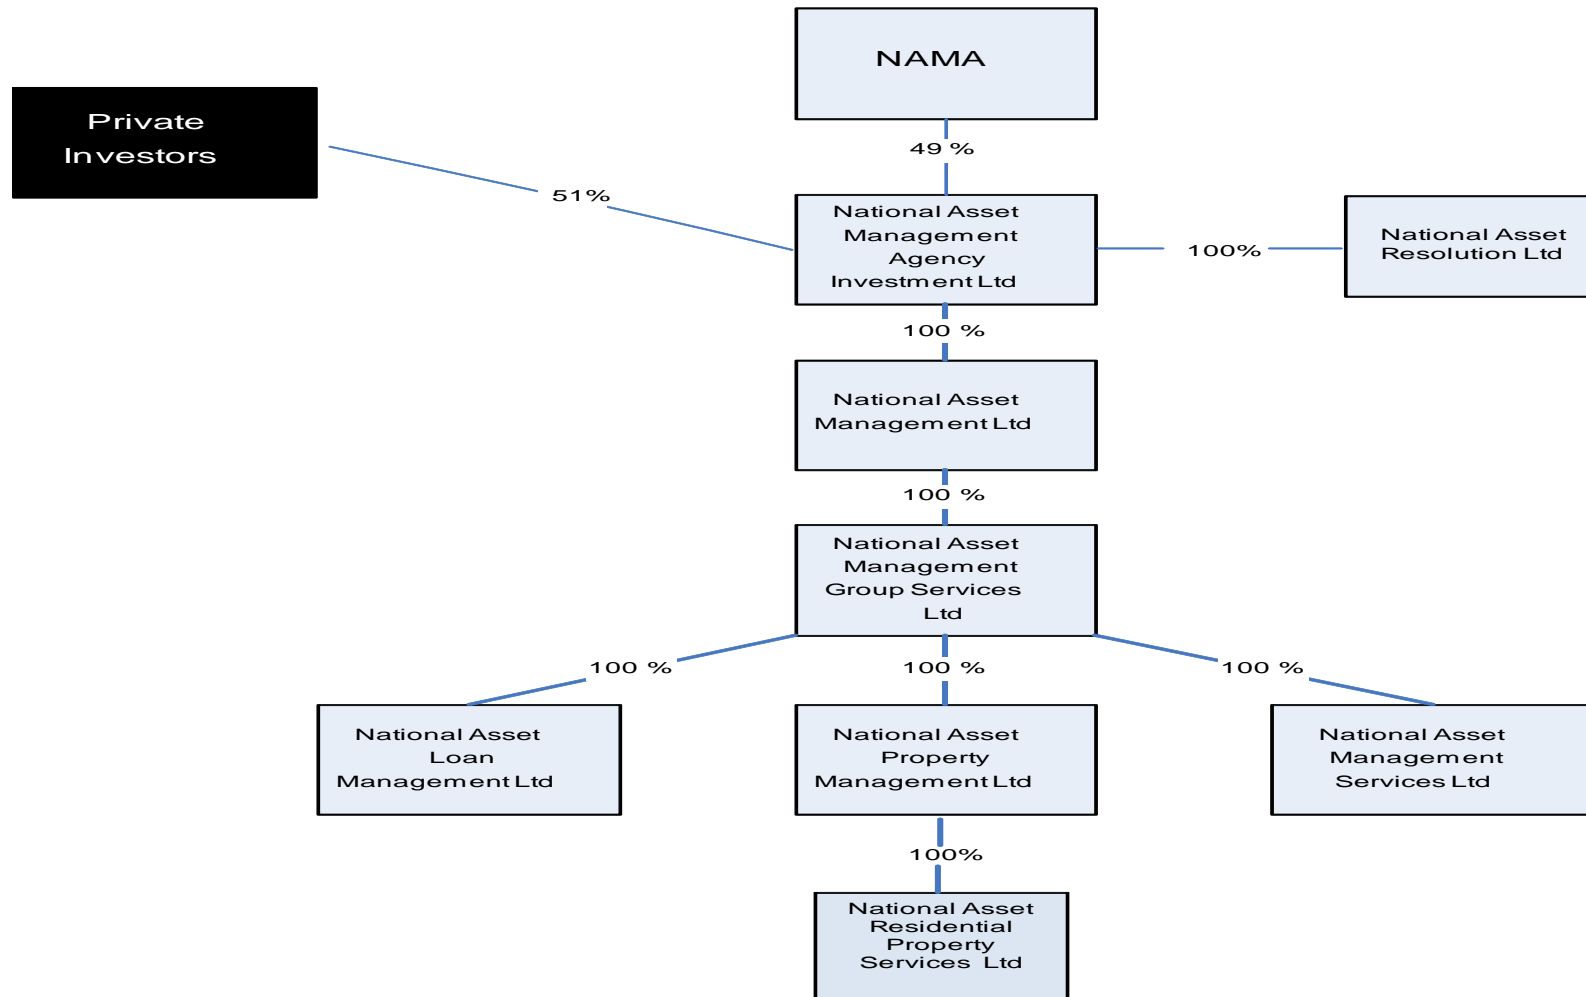 NAMA
Private
Investors
49 %
51%
National Asset
Management
Agency
Investment Ltd
100%
National Asset
Resolution Ltd
100 %
National Asset
Management Ltd
100 %
National Asset
Management
Group Services
Ltd
100 %
100 %
100 %
National Asset
Loan
Management Ltd
National Asset
Property
Management Ltd
National Asset
Management
Services Ltd
100%
National Asset
Residential
Property
Services Ltd